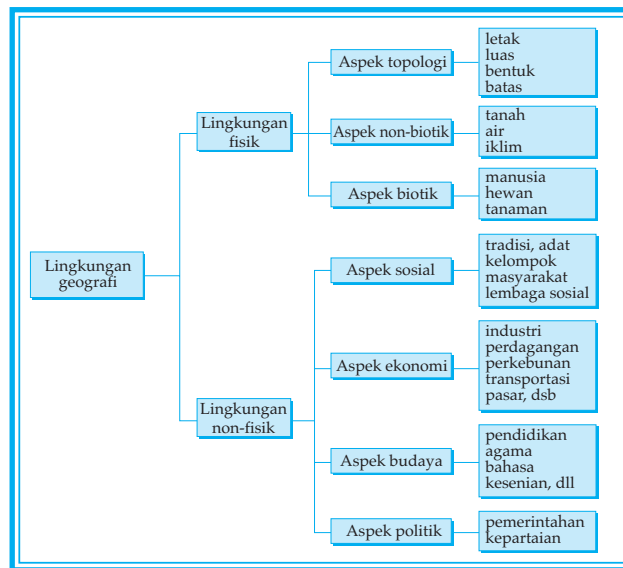 Lingkungan
geografi
Lingkungan
fisik
Aspek topologi
letak
luas
bentuk
batas
Aspek non-biotik
tanah
air
iklim
Aspek biotik
manusia
hewan
tanaman
Lingkungan
non-fisik
Aspek sosial
tradisi, adat
kelompok
masyarakat
lembaga sosial
Aspek ekonomi
industri
perdagangan
perkebunan
transportasi
pasar, dsb
Aspek budaya
pendidikan
agama
bahasa
kesenian, dll
Aspek politik
pemerintahan
kepartaian